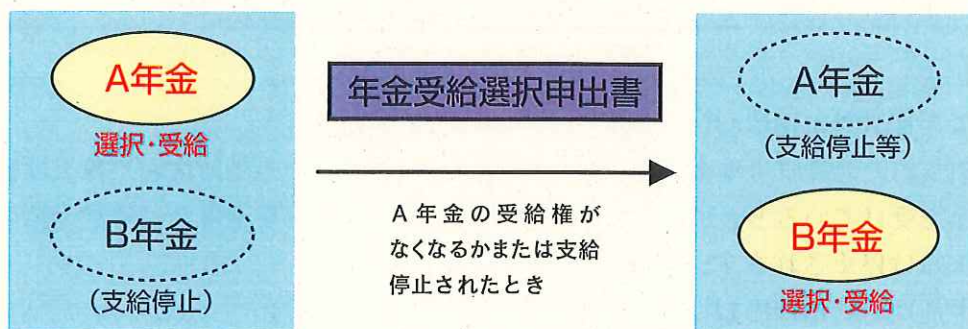 A年金
選択・受給
B年金
(支給停止)
年金受給選択申出書
A年金の受給権が
なくなるかまたは支給
停止されたとき
A年金
(支給停止等)
B年金
選択・受給